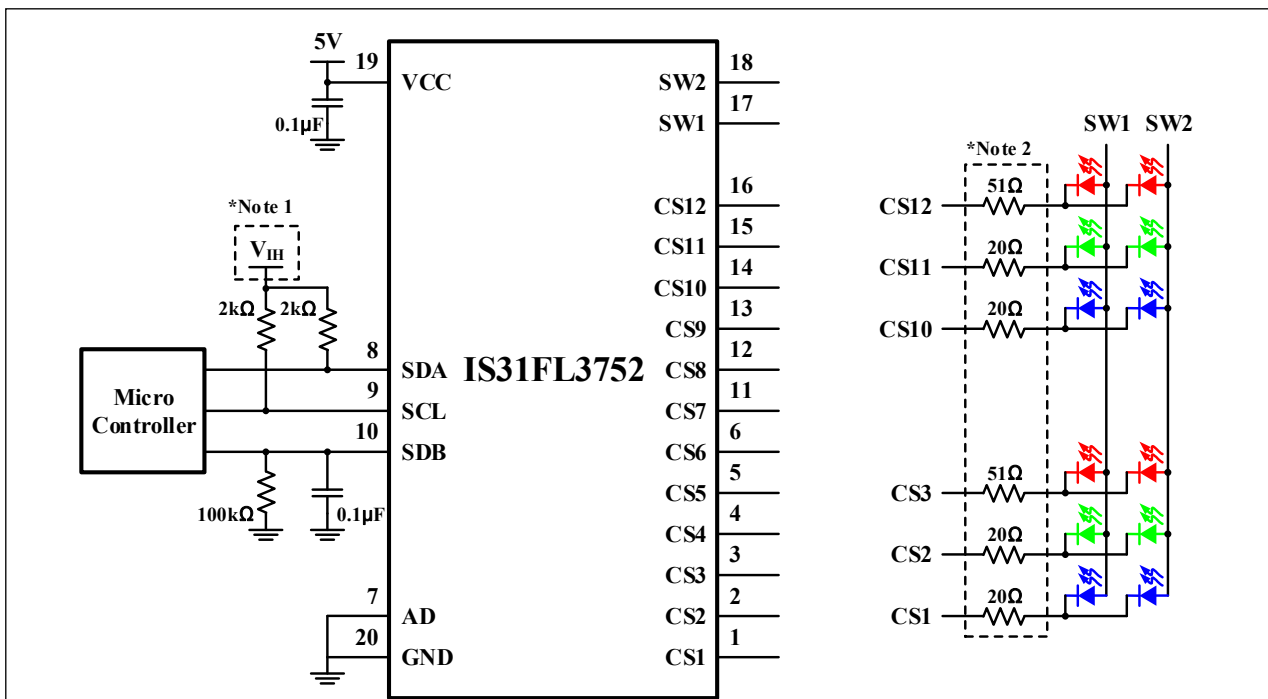 5V
19
VCC
0.1µF
*Note 1
VIH
2kΩ
2kΩ
Micro
Controller
8
SDA
9
SCL
10
SDB
100kΩ
0.1µF
7
AD
20
GND
IS31FL3752
18
SW2
17
SW1
16
CS12
15
CS11
14
CS10
13
CS9
12
CS8
11
CS7
6
CS6
5
CS5
4
CS4
3
CS3
2
CS2
1
CS1
SW1
SW2
*Note 2
CS12
51Ω
CS11
20Ω
CS10
20Ω
CS3
51Ω
CS2
20Ω
CS1
20Ω